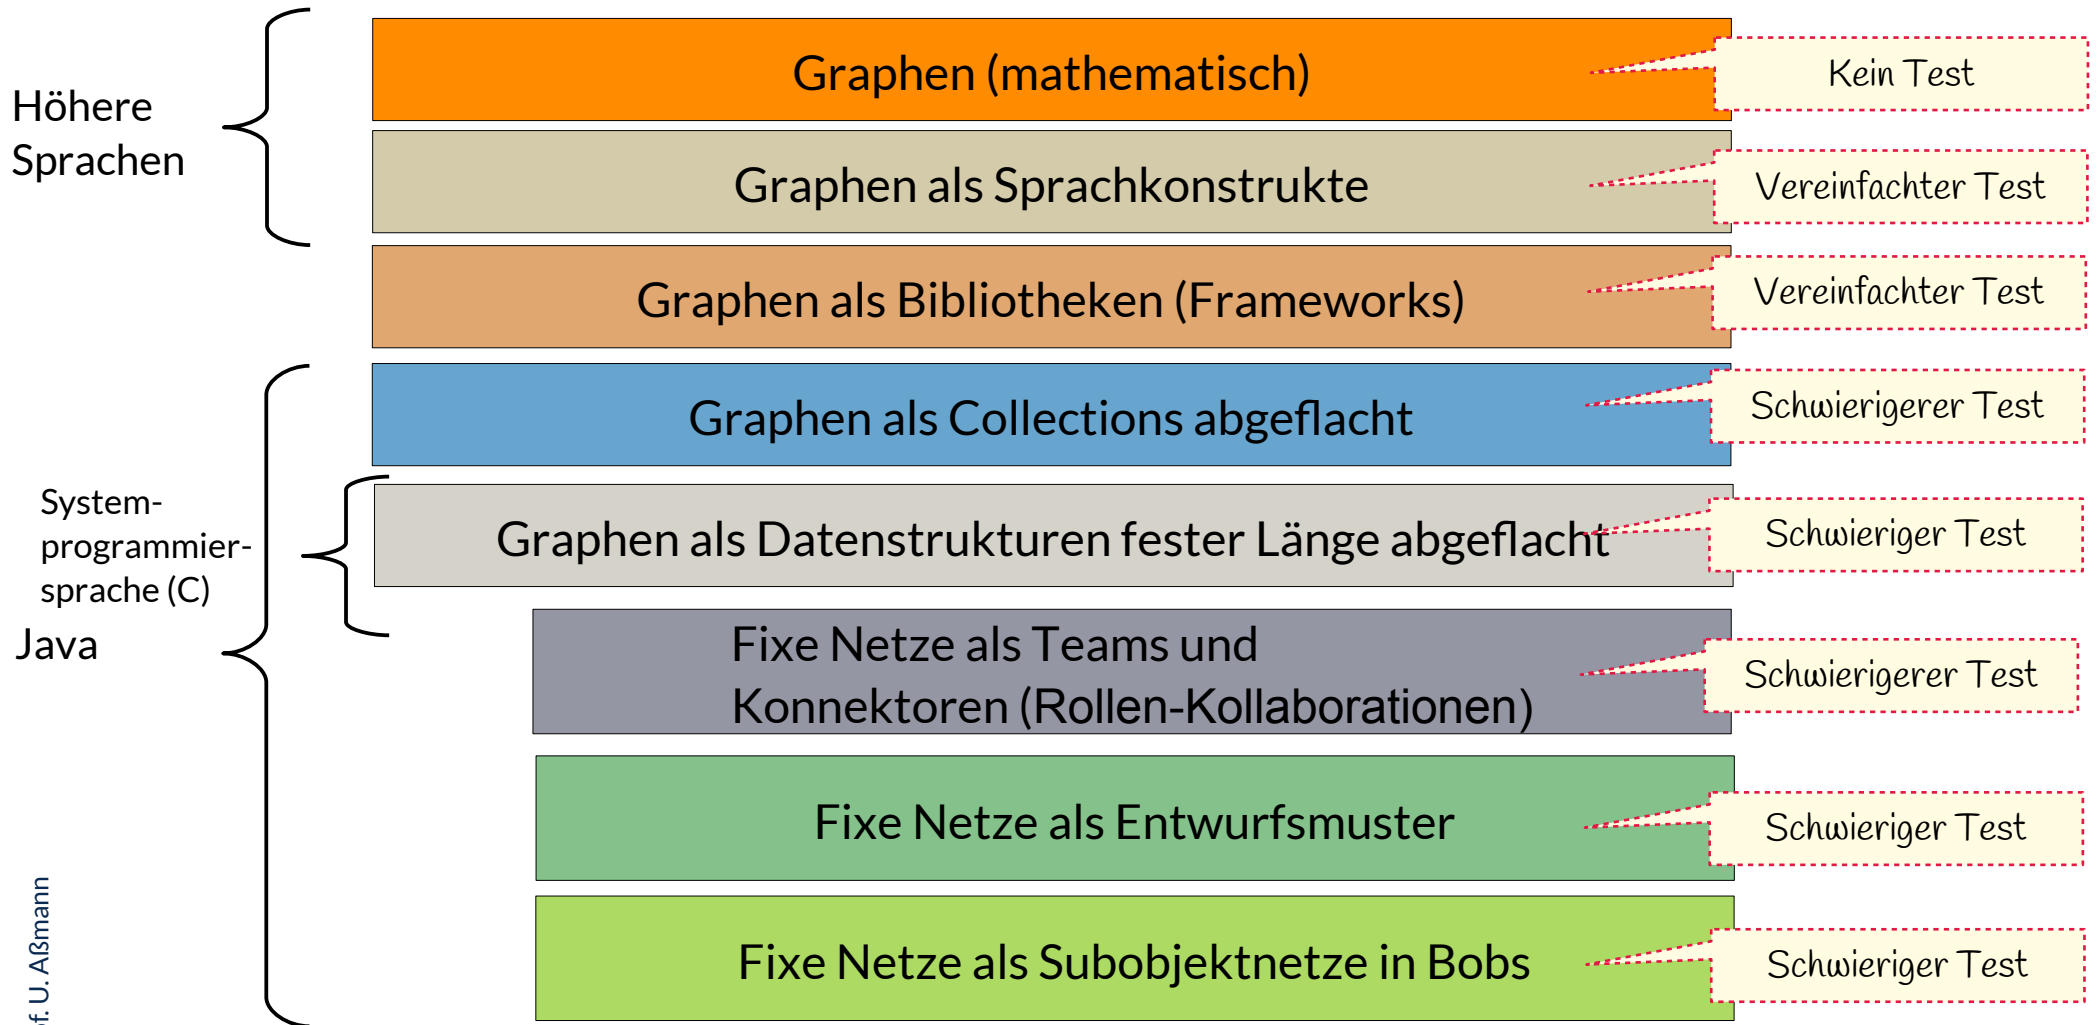 Graphen (mathematisch)
Kein Test
Höhere
Sprachen
Graphen als Sprachkonstrukte
Vereinfachter Test
Graphen als Bibliotheken (Frameworks)
Vereinfachter Test
Graphen als Collections abgeflacht
Schwierigerer Test
System-
programmier-
sprache (C)
Graphen als Datenstrukturen fester Länge abgeflacht
Schwieriger Test
Java
Fixe Netze als Teams und
Konnektoren (Rollen-Kollaborationen)
Schwierigerer Test
Fixe Netze als Entwurfsmuster
Schwieriger Test
Fixe Netze als Subobjektnetze in Bobs
Schwieriger Test
U. Aßmann